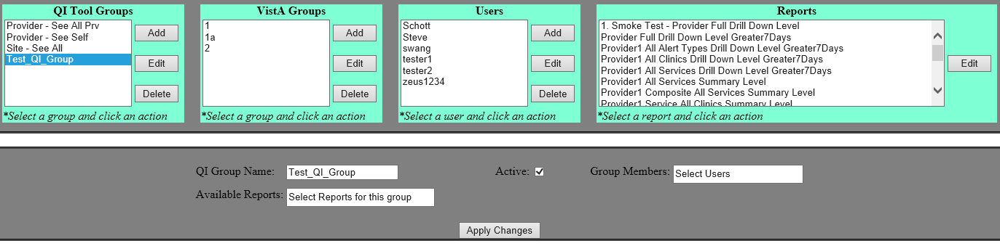 QI Tool Groups
Provider - See All Prv
Provider - See Self
Site - See All
Test_QI_Group
Add
Edit
Delete
*Select a group and click an action
VistA Groups
1
1a
2
Add
Edit
Delete
*Select a group and click an action
Users
Schott
Steve
swang
tester1
tester2
zeus1234
Add
Edit
Delete
*Select a user and click an action
Reports
1. Smoke Test - Provider Full Drill Down Level
Provider Full Drill Down Level Greater7Days
Provider1 All Alert Types Drill Down Level Greater7Days
Provider1 All Clinics Drill Down Level Greater7Days
Provider1 All Services Drill Down Level Greater7Days
Provider1 All Services Summary Level
Provider1 Composite All Services Summary Level
Provider1 Service All Clinics Summary Level
Edit
*Select a report and click an action
QI Group Name: Test_QI_Group
Active:
Group Members: Select Users
Available Reports: Select Reports for this group
Apply Changes